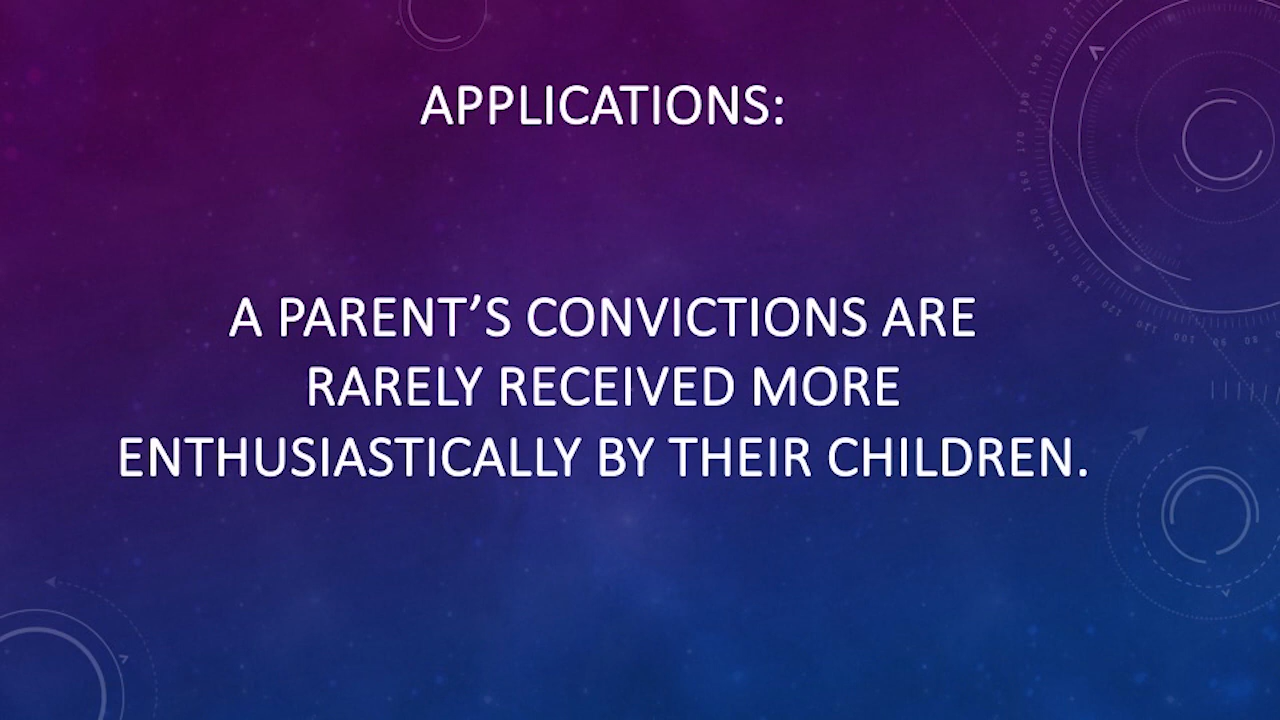 APPLICATIONS:
A PARENT’S CONVICTIONS ARE
RARELY RECEIVED MORE
ENTHUSIASTICALLY BY THEIR CHILDREN.